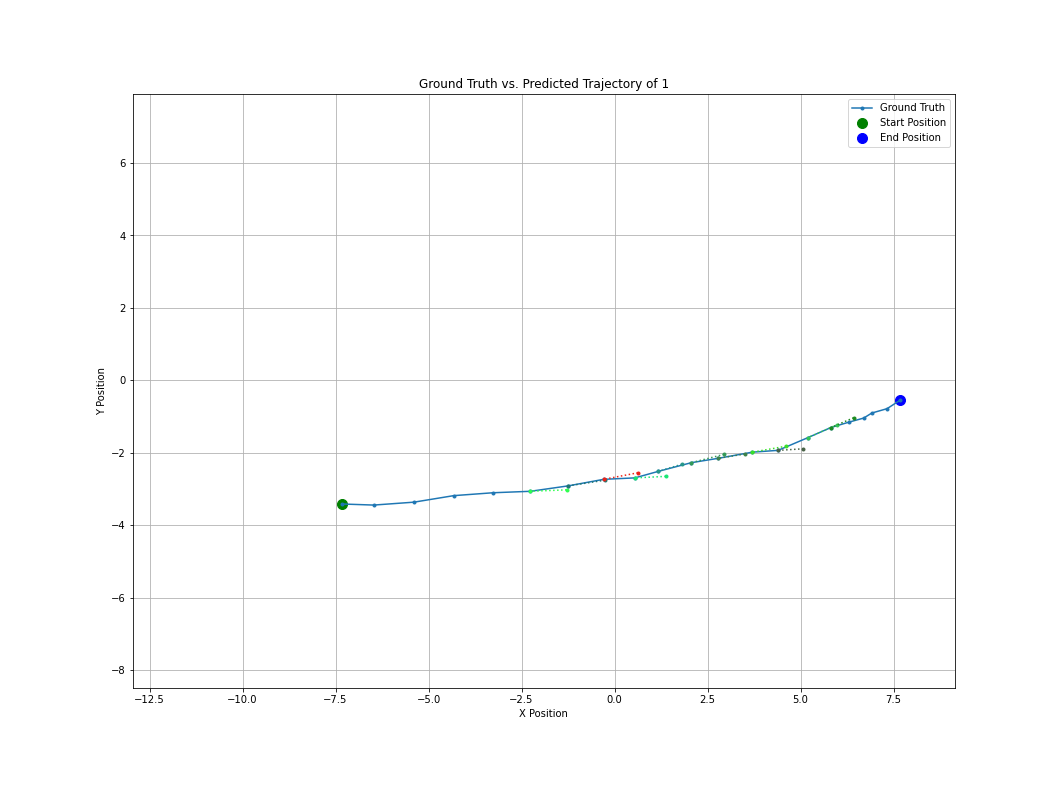 Ground Truth vs. Predicted Trajectory of 1
Ground Truth
Start Position
End Position
6
4
2
0
−2
−4
−6
−8
Y Position
−12.5 −10.0 −7.5 −5.0 −2.5 0.0 2.5 5.0 7.5
X Position